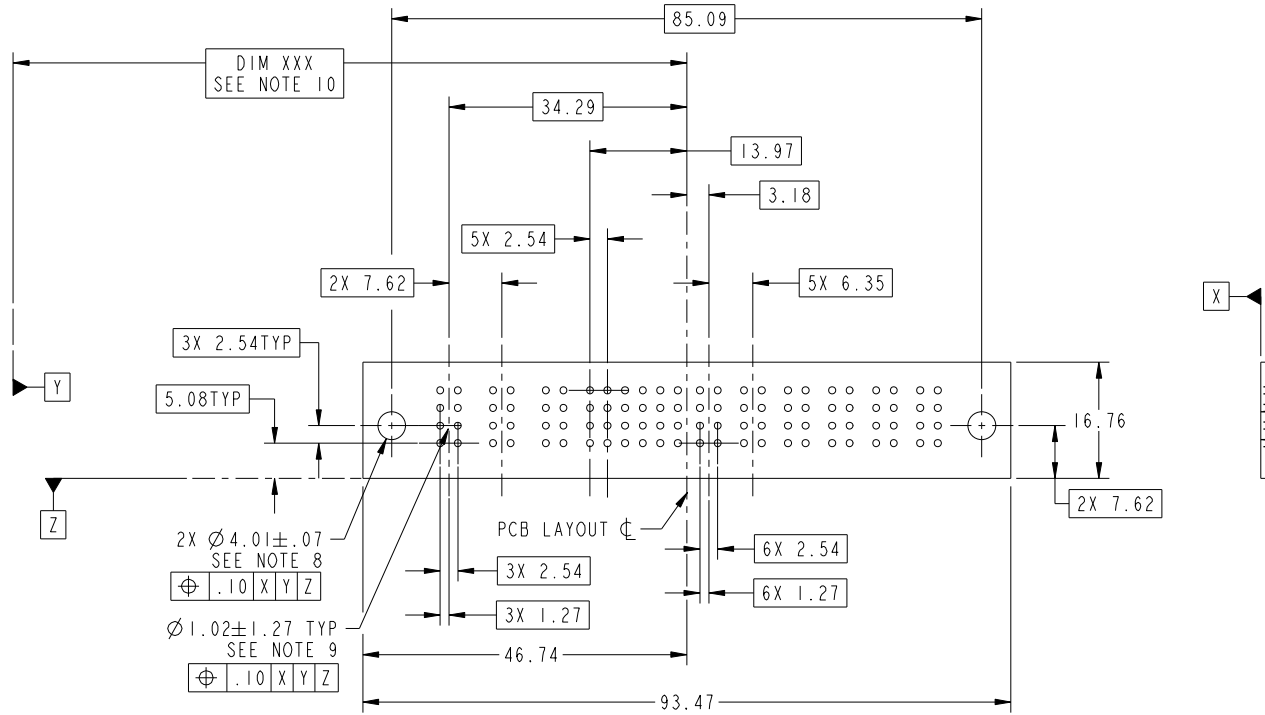 85.09
DIM XXX
SEE NOTE 10
34.29
13.97
3.18
5X 2.54
2X 7.62
5X 6.35
X
3X 2.54TYP
Y
5.08TYP
16.76
2X 7.62
Z
PCB LAYOUT ℄
2X Ø4.01±.07
SEE NOTE 8
⌖ .10 X Y Z
6X 2.54
3X 2.54
6X 1.27
3X 1.27
Ø1.02±1.27 TYP
SEE NOTE 9
⌖ .10 X Y Z
46.74
93.47